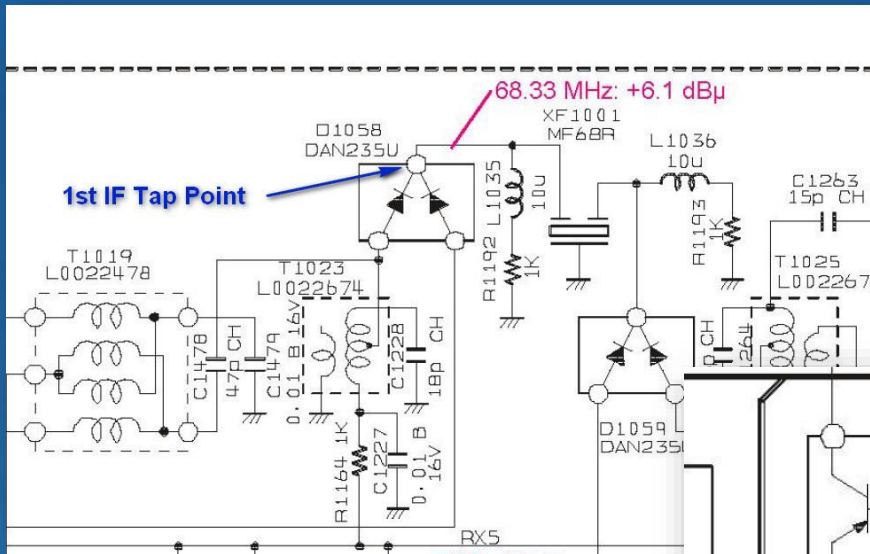 68.33 MHz: +6.1 dBµ
D1058
DAN235U
XF1001
MF68R
L1036
10u
1st IF Tap Point
L1035
10u
C1263
15p CH
R1192
1K
R1193
1K
T1019
L0022478
T1023
L0022674
T1025
L002267
C1478
47p CH
C1479
0.01 B 16V
C1228
18p CH
p CH
R1164 1K
C1227
0.01 B
16V
D1059
DAN235U
RX5